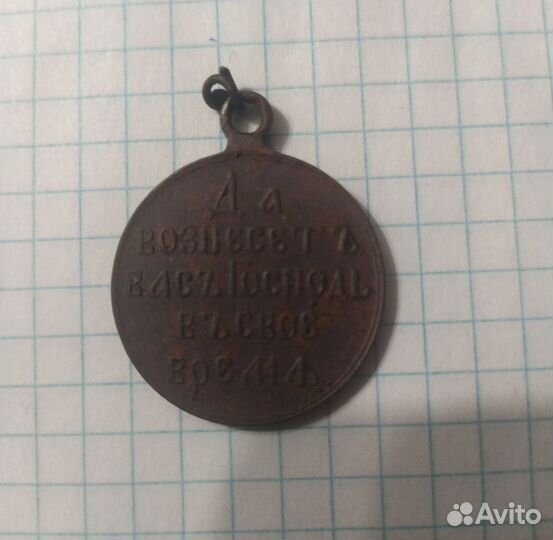 ДА
ВОЗНЕСЕТЪ
ВАСЪ ГОСПОДЬ
ВЪ СВОЕ
ВРЕМЯ.
Avito